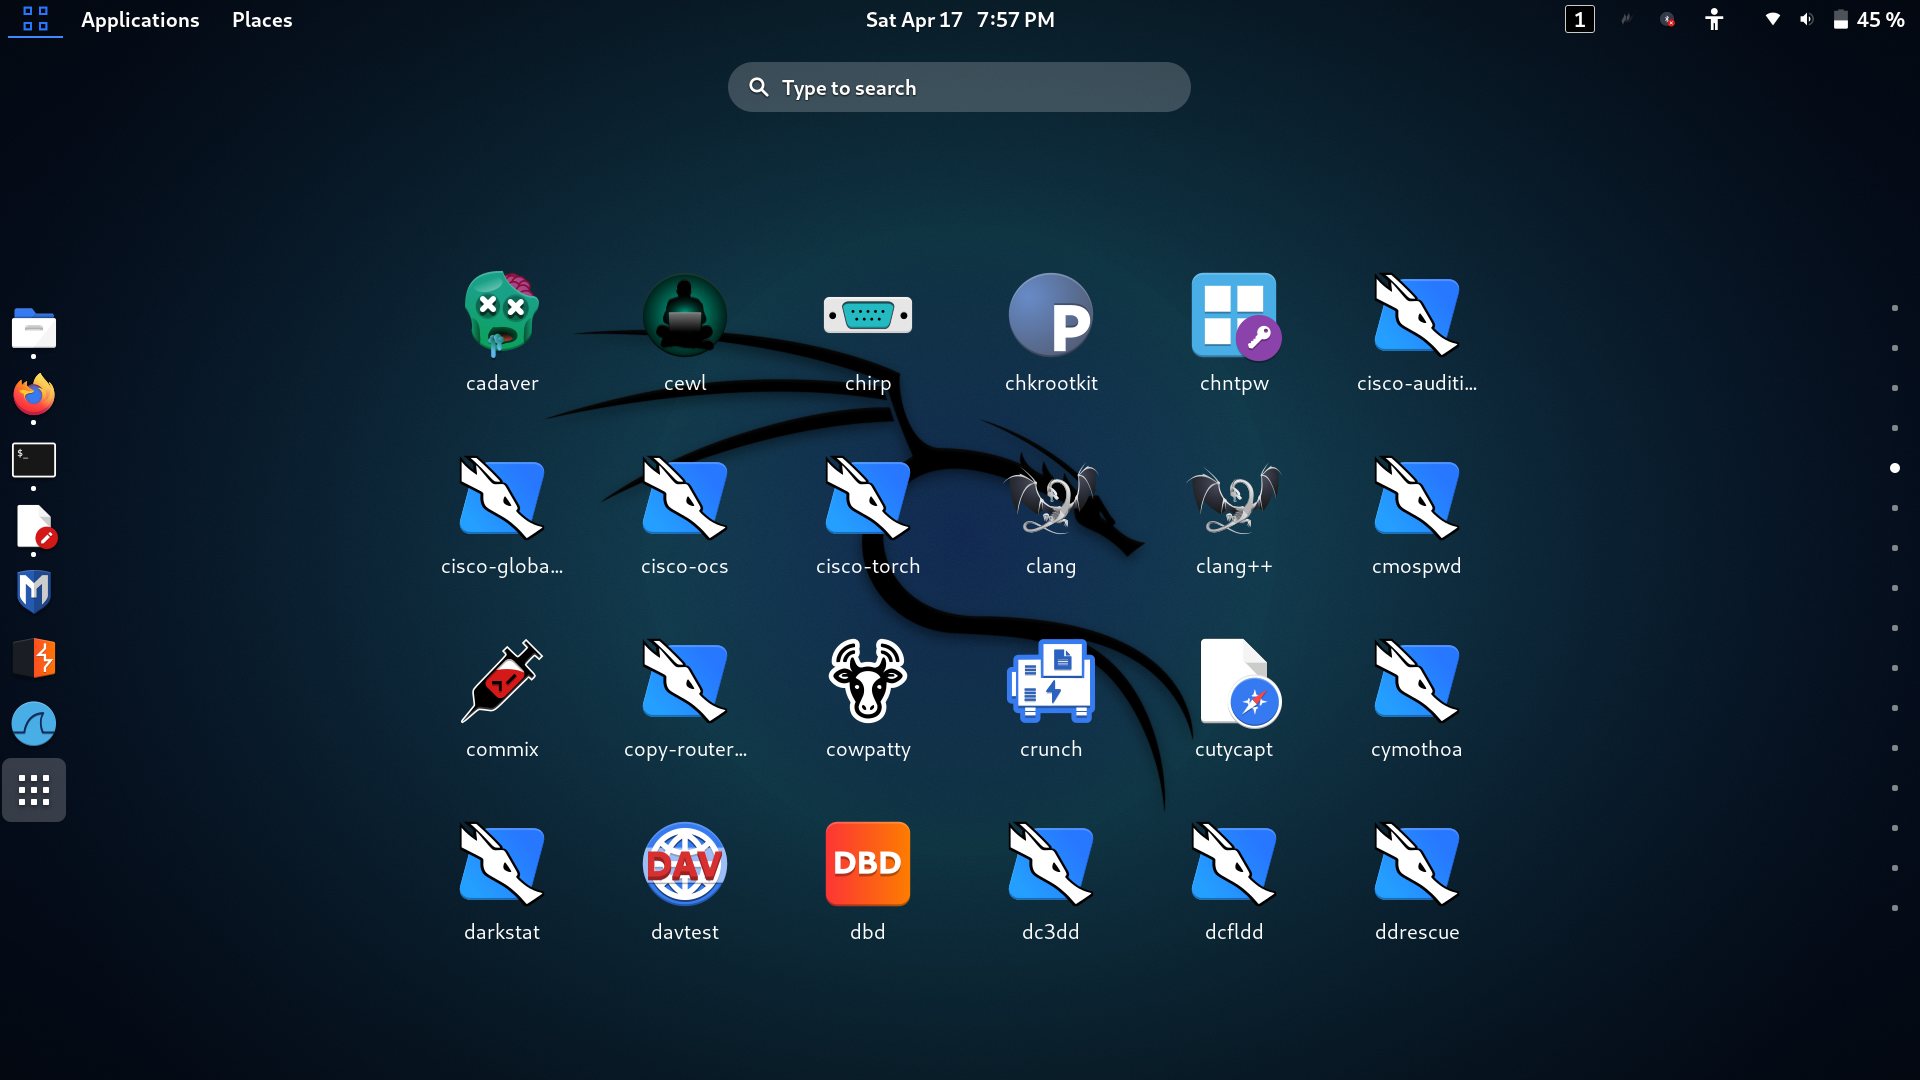 Applications Places Sat Apr 17 7:57 PM 1 45 %
Type to search
cadaver cewl chirp chkrootkit chntpw cisco-auditi...
$_
cisco-globa... cisco-ocs cisco-torch clang clang++ cmospwd
commix copy-router... cowpatty crunch cutycapt cymothoa
DAV DBD
darkstat davtest dbd dc3dd dcfldd ddrescue
P
M